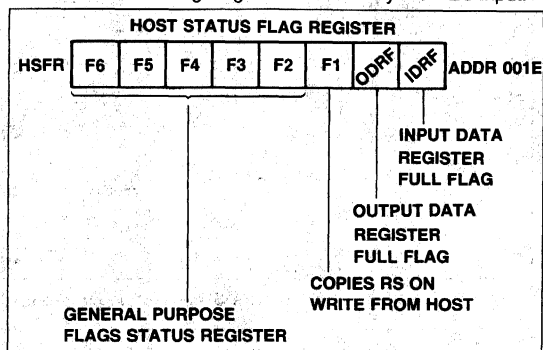 HOST STATUS FLAG REGISTER
HSFR F6 F5 F4 F3 F2 F1 ODRF IDRF ADDR 001E
INPUT DATA
REGISTER
FULL FLAG
OUTPUT DATA
REGISTER
FULL FLAG
COPIES RS ON
WRITE FROM HOST
GENERAL PURPOSE
FLAGS STATUS REGISTER